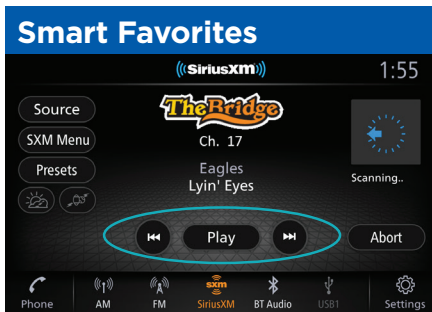 Smart Favorites
SiriusXM
1:55
Source
TheBridge
SXM Menu
Ch. 17
Presets
Eagles
Lyin' Eyes
Scanning..
Play
Abort
Phone
AM
FM
sxm
SiriusXM
BT Audio
USB1
Settings